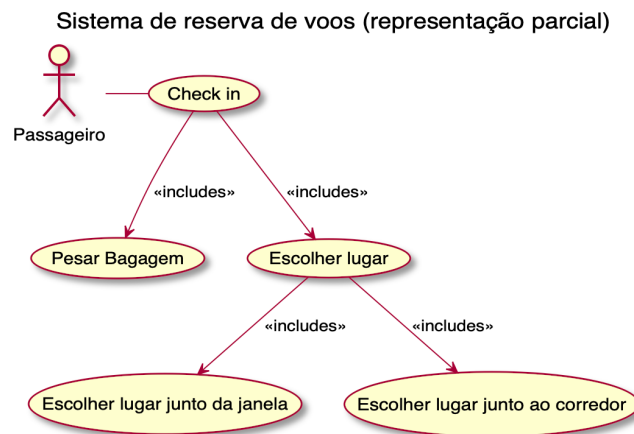 Sistema de reserva de voos (representação parcial)
Check in
Passageiro
«includes»
«includes»
Pesar Bagagem
Escolher lugar
«includes»
«includes»
Escolher lugar junto da janela
Escolher lugar junto ao corredor